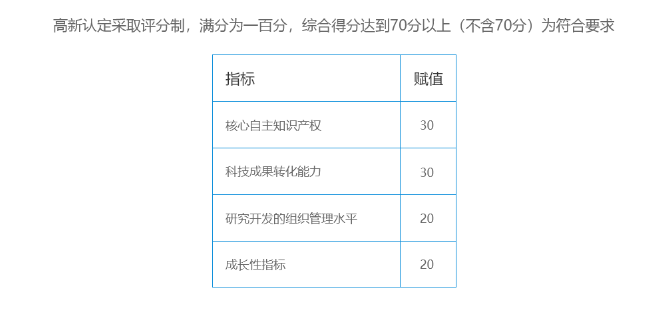 高新认定采取评分制，满分为一百分，综合得分达到70分以上（不含70分）为符合要求
指标 赋值
核心自主知识产权 30
科技成果转化能力 30
研究开发的组织管理水平 20
成长性指标 20